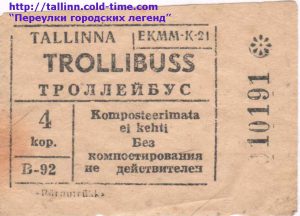 http://tallinn.cold-time.com
"Переулки городских легенд"
TALLINNA
EKMM-K-21
TROLLIBUSS
ТРОЛЛЕЙБУС
4
kop.
B-92
Komposteerimata
ei kehti
Без
компостирования
не действителен
10191